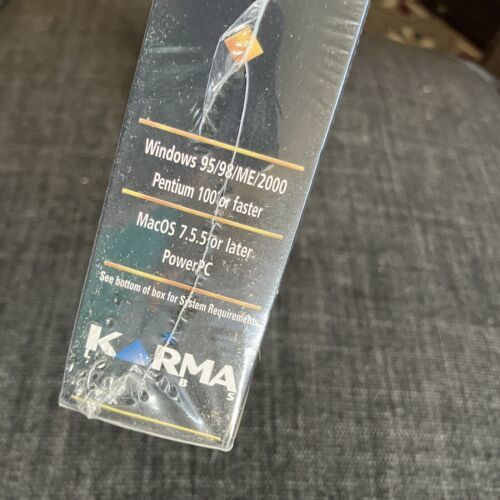 Windows 95/98/ME/2000
Pentium 100 or faster
MacOS 7.5.5 or later
PowerPC
See bottom of box for System Requirements
KARMA
L A B S